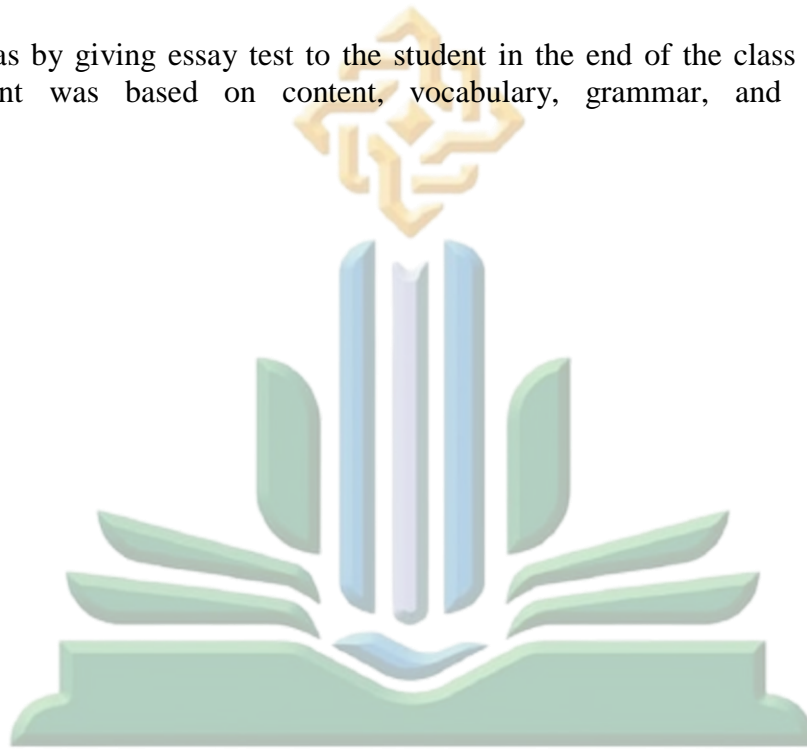 as by giving essay test to the student in the end of the class
nt was based on content, vocabulary, grammar, and